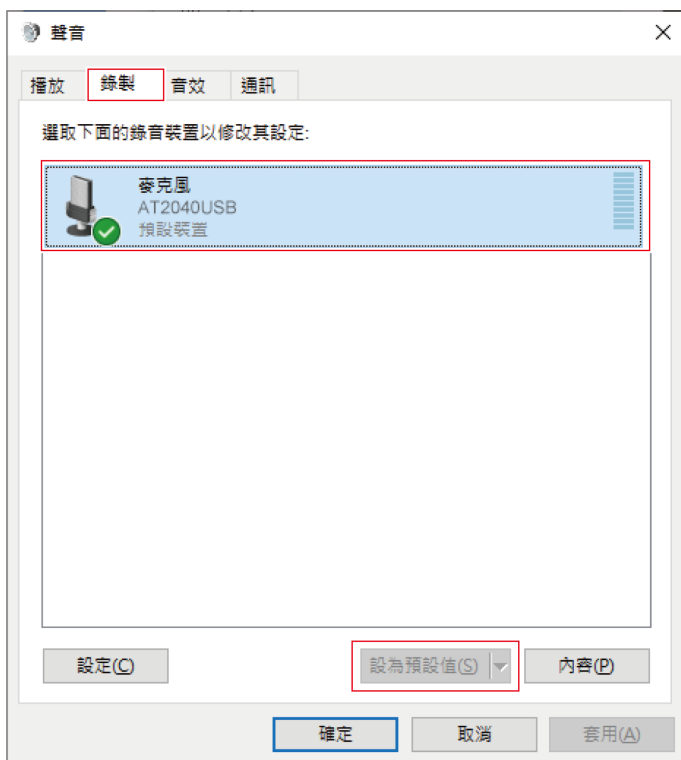 聲音
播放 錄製 音效 通訊
選取下面的錄音裝置以修改其設定:
麥克風
AT2040USB
預設裝置
設定(C) 設為預設值(S) 內容(P)
確定 取消 套用(A)